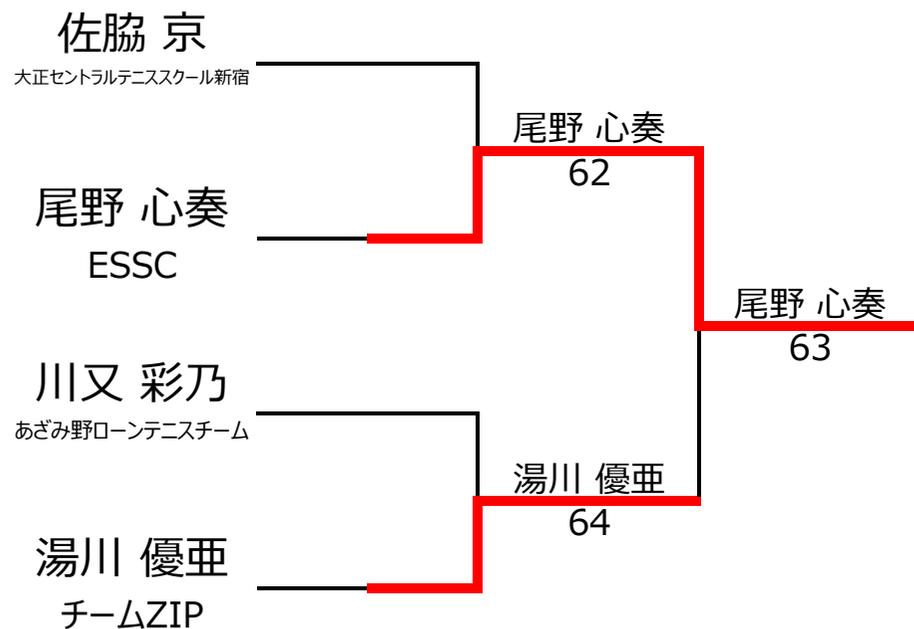 佐脇 京
大正セントラルテニススクール新宿
尾野 心奏
62
尾野 心奏
ESSC
尾野 心奏
63
川又 彩乃
あざみ野ローンテニスチーム
湯川 優亜
64
湯川 優亜
チームZIP